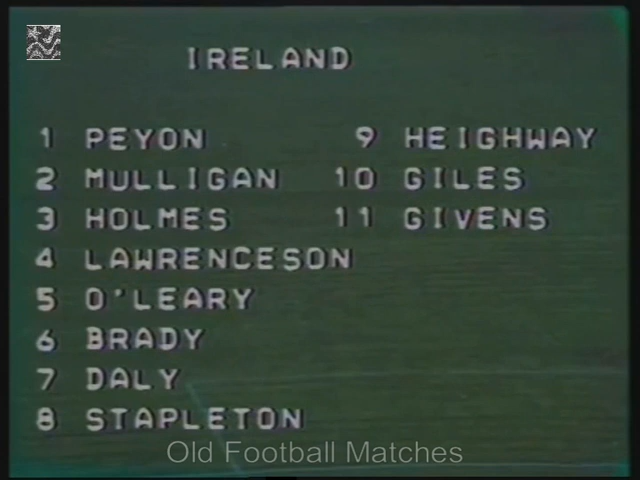 IRELAND
1 PEYON
2 MULLIGAN
3 HOLMES
4 LAWRENCESON
5 O'LEARY
6 BRADY
7 DALY
8 STAPLETON
9 HEIGHWAY
10 GILES
11 GIVENS
Old Football Matches